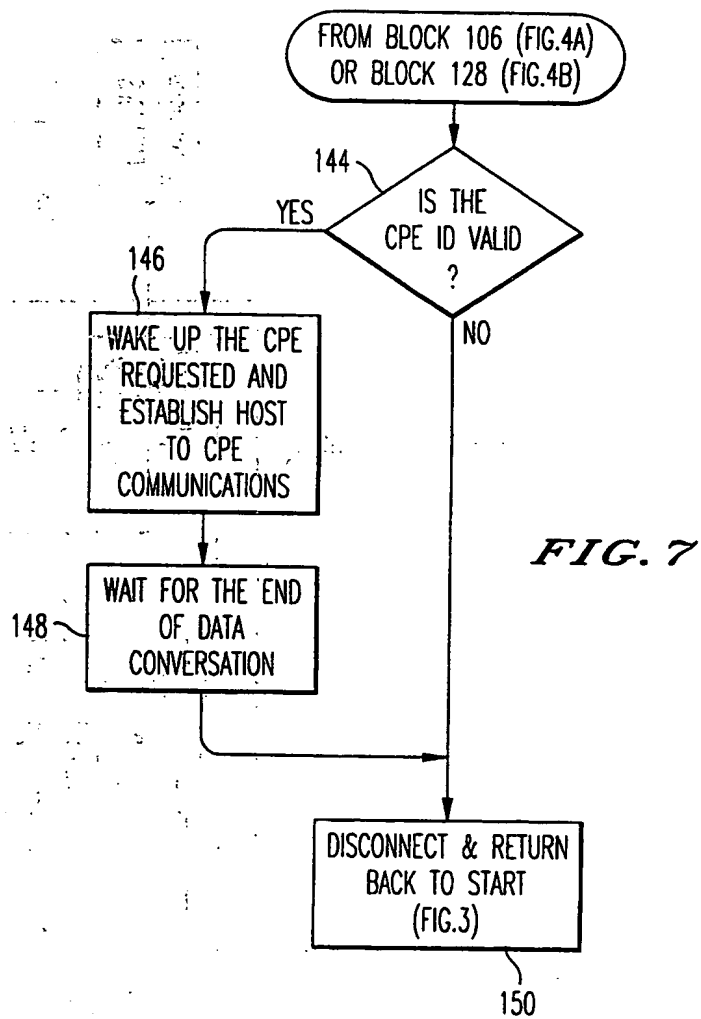 FROM BLOCK 106 (FIG.4A)
OR BLOCK 128 (FIG.4B)
144
IS THE
CPE ID VALID
?
YES
NO
146
WAKE UP THE CPE
REQUESTED AND
ESTABLISH HOST
TO CPE
COMMUNICATIONS
FIG. 7
148
WAIT FOR THE END
OF DATA
CONVERSATION
DISCONNECT & RETURN
BACK TO START
(FIG.3)
150